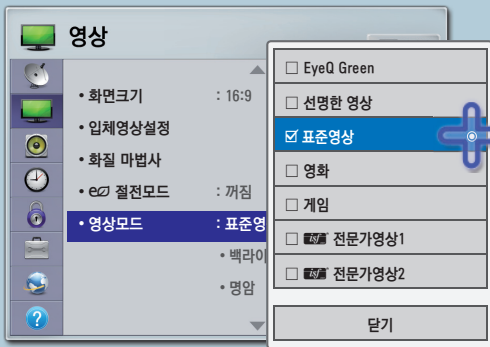 영상
• 화면크기 : 16:9
• 입체영상설정
• 화질 마법사
• e 절전모드 : 꺼짐
• 영상모드 : 표준영
• 백라이
• 명암
EyeQ Green
선명한 영상
표준영상
영화
게임
isf 전문가영상1
isf 전문가영상2
닫기
?